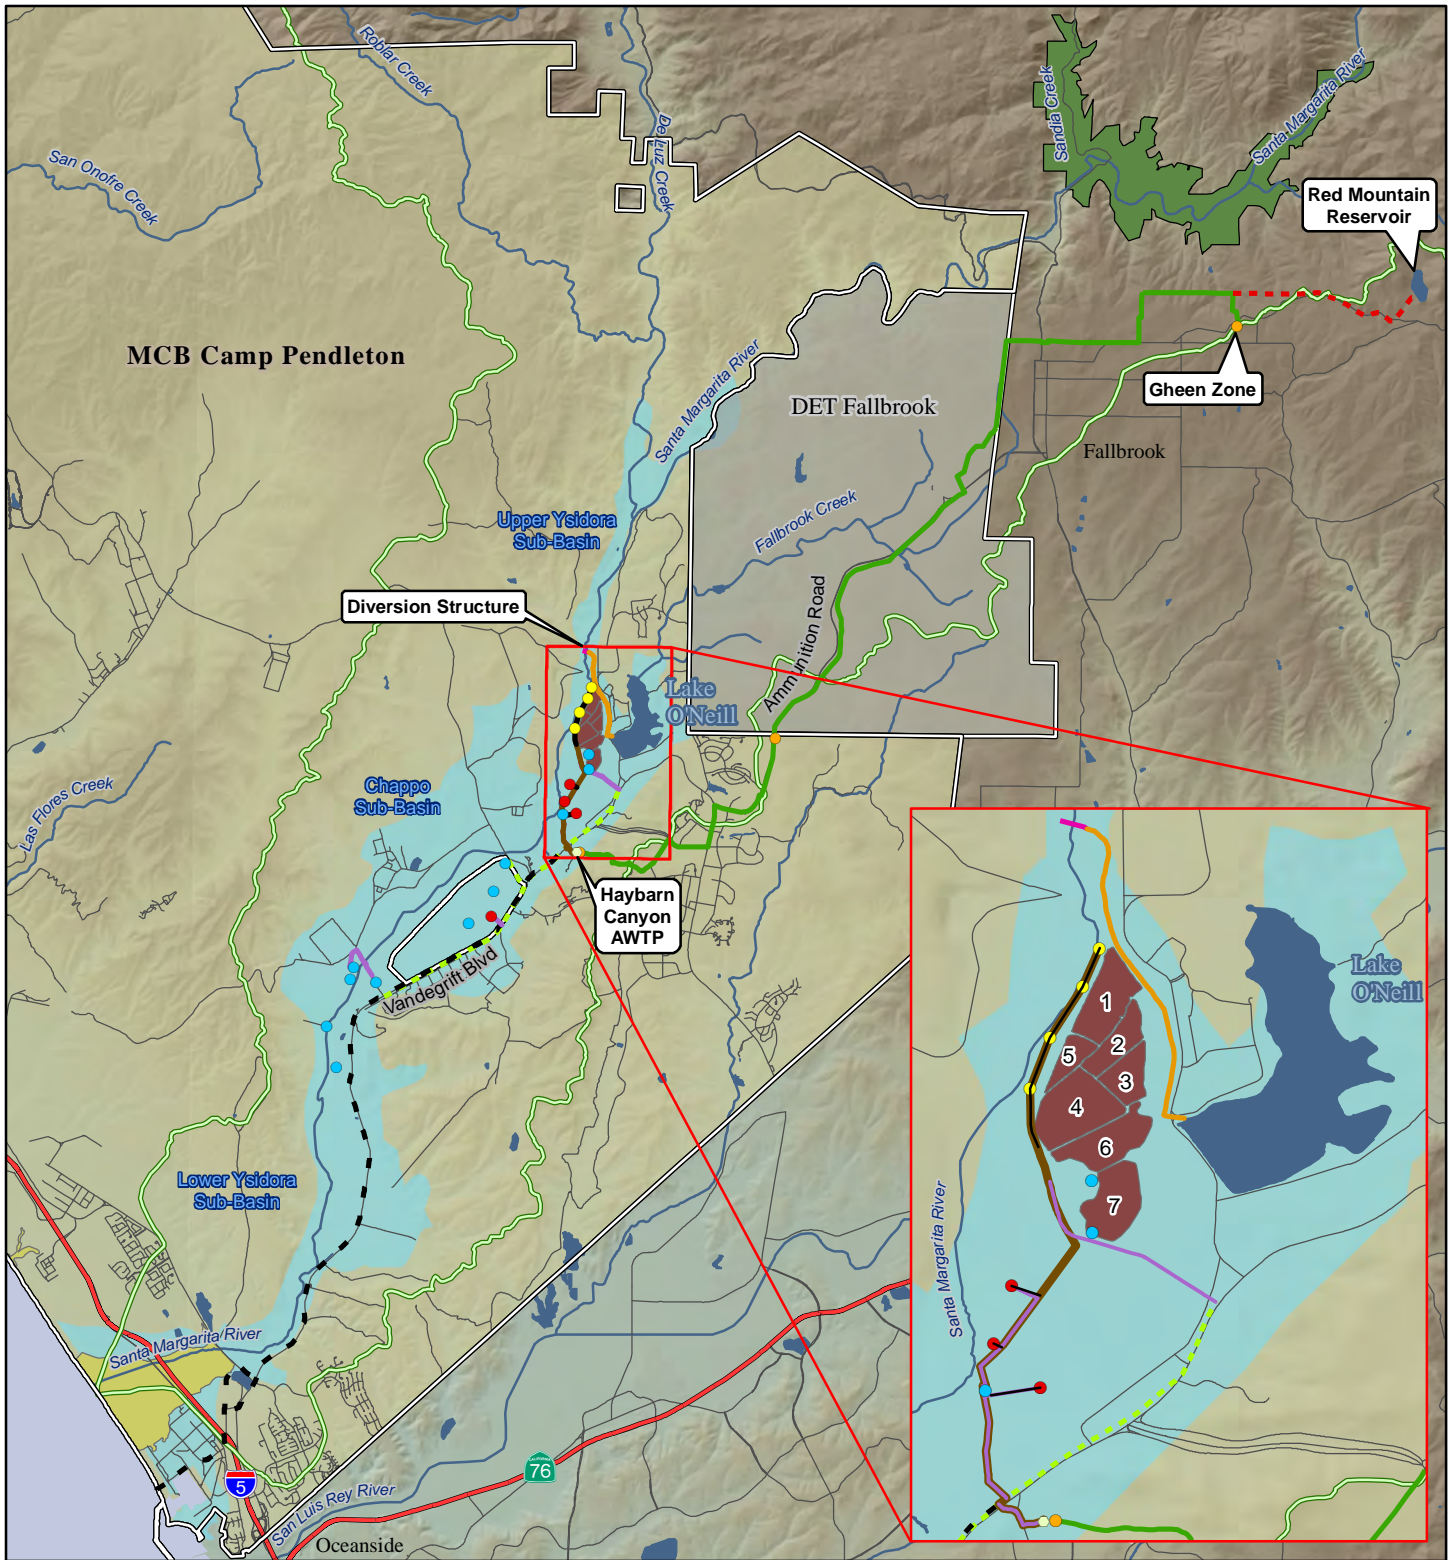 Roblar Creek
De Luz Creek
Sandia Creek
Santa Margarita River
San Onofre Creek
Red Mountain
Reservoir
MCB Camp Pendleton
Santa Margarita River
DET Fallbrook
Gheen Zone
Fallbrook
Fallbrook Creek
Upper Ysidora
Sub-Basin
Diversion Structure
Ammunition Road
Lake
O'Neill
Las Flores Creek
Chappo
Sub-Basin
Haybarn
Canyon
AWTP
Vandegrift Blvd
Lake
O'Neill
1
2
5
3
4
6
7
Santa Margarita River
Lower Ysidora
Sub-Basin
Santa Margarita River
CALIFORNIA
76
5
San Luis Rey River
Oceanside